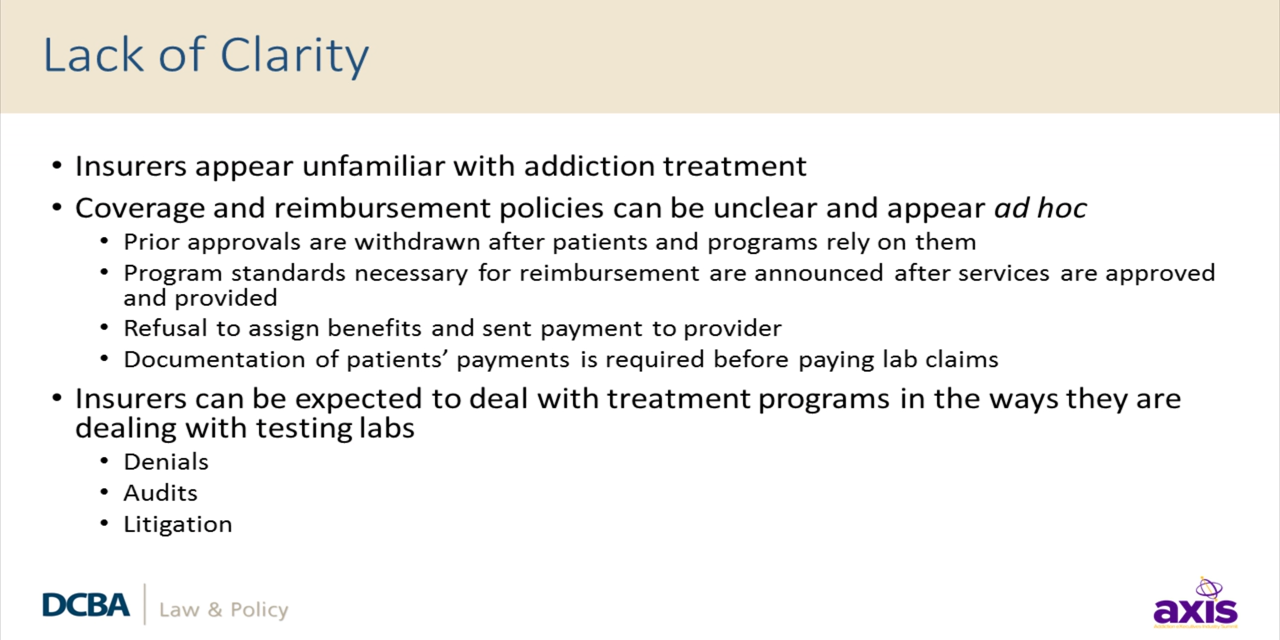 Lack of Clarity
• Insurers appear unfamiliar with addiction treatment
• Coverage and reimbursement policies can be unclear and appear ad hoc
• Prior approvals are withdrawn after patients and programs rely on them
• Program standards necessary for reimbursement are announced after services are approved
and provided
• Refusal to assign benefits and sent payment to provider
• Documentation of patients’ payments is required before paying lab claims
• Insurers can be expected to deal with treatment programs in the ways they are
dealing with testing labs
• Denials
• Audits
• Litigation
DCBA Law & Policy
axis